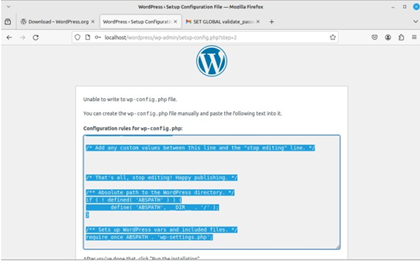 WordPress › Setup Configuration File — Mozilla Firefox
Download – WordPress.org
WordPress › Setup Configurati
SET GLOBAL validate_pass
localhost/wordpress/wp-admin/setup-config.php?step=2
Unable to write to wp-config.php file.
You can create the wp-config.php file manually and paste the following text into it.
Configuration rules for wp-config.php:
/* Add any custom values between this line and the "stop editing" line. */
/* That's all, stop editing! Happy publishing. */
/** Absolute path to the WordPress directory. */
if ( ! defined( 'ABSPATH' ) ) {
define( 'ABSPATH', __DIR__ . '/' );
}
/** Sets up WordPress vars and included files. */
require_once ABSPATH . 'wp-settings.php';
After you've done that, click "Run the installation".